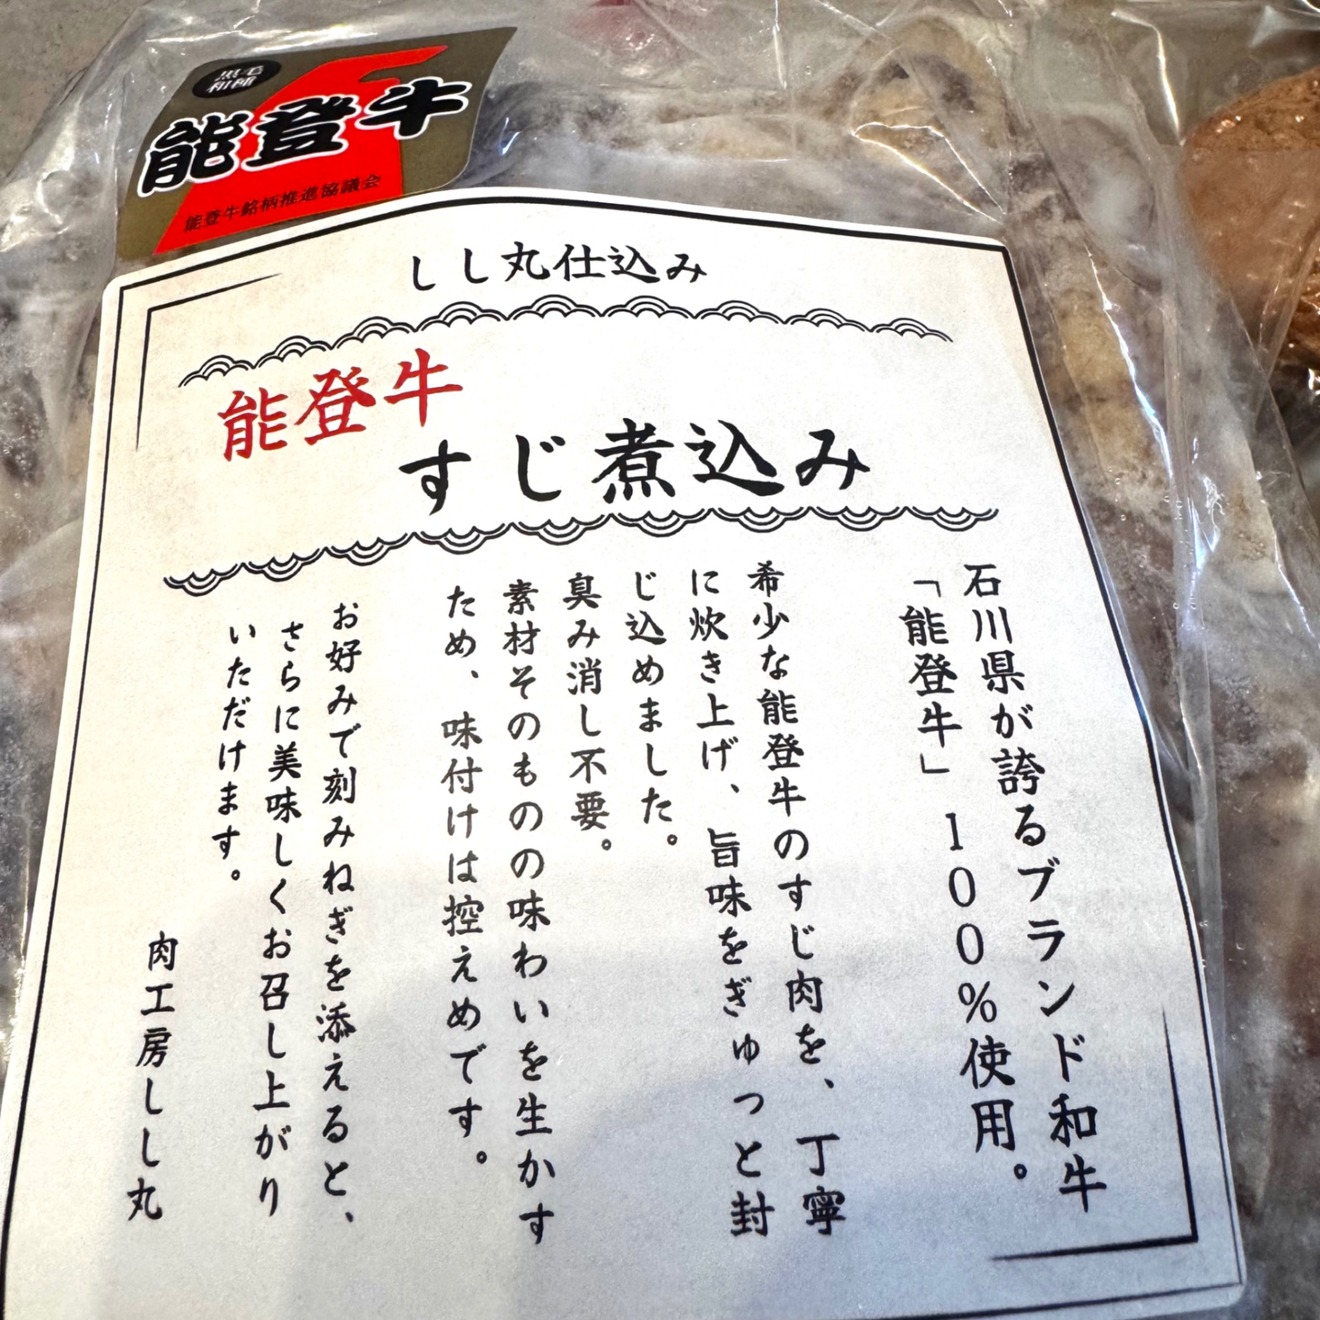 黒毛
和種
能登牛
能登牛銘柄推進協議会
しし丸仕込み
能登牛
すじ煮込み
石川県が誇るブランド和牛
「能登牛」100%使用。
希少な能登牛のすじ肉を、丁寧
に炊き上げ、旨味をぎゅっと封
じ込めました。
臭み消し不要。
素材そのものの味わいを生かす
ため、味付けは控えめです。
お好みで刻みねぎを添えると、
さらに美味しくお召し上がり
いただけます。
肉工房しし丸